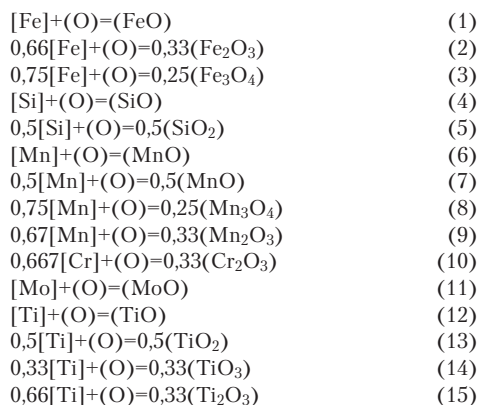 [Fe]+(O)=(FeO) (1)
0,66[Fe]+(O)=0,33(Fe₂O₃) (2)
0,75[Fe]+(O)=0,25(Fe₃O₄) (3)
[Si]+(O)=(SiO) (4)
0,5[Si]+(O)=0,5(SiO₂) (5)
[Mn]+(O)=(MnO) (6)
0,5[Mn]+(O)=0,5(MnO) (7)
0,75[Mn]+(O)=0,25(Mn₃O₄) (8)
0,67[Mn]+(O)=0,33(Mn₂O₃) (9)
0,667[Cr]+(O)=0,33(Cr₂O₃) (10)
[Mo]+(O)=(MoO) (11)
[Ti]+(O)=(TiO) (12)
0,5[Ti]+(O)=0,5(TiO₂) (13)
0,33[Ti]+(O)=0,33(TiO₃) (14)
0,66[Ti]+(O)=0,33(Ti₂O₃) (15)